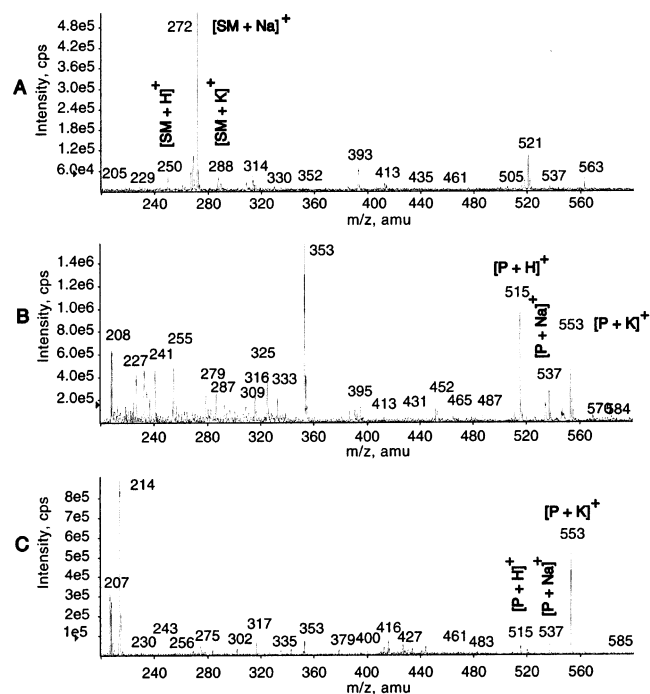 A
Intensity, cps
4.8e5
4.2e5
3.6e5
3.0e5
2.4e5
1.8e5
1.2e5
6.0e4
272 [SM + Na]+
[SM + H]+
[SM + K]+
205 229 250 288 314 330 352 393 413 435 461 505 521 537 563
240 280 320 360 400 440 480 520 560
m/z, amu
B
Intensity, cps
1.4e6
1.2e6
1.0e6
8.0e5
6.0e5
4.0e5
2.0e5
353
[P + H]+
515
[P + Na]+
553 [P + K]+
208 227 241 255 279 287 309 316 325 333 395 413 431 452 465 487 537 576 584
240 280 320 360 400 440 480 520 560
m/z, amu
C
Intensity, cps
8e5
7e5
6e5
5e5
4e5
3e5
2e5
1e5
214
[P + K]+
553
[P + H]+
[P + Na]+
207 230 243 256 275 302 317 335 353 379 400 416 427 461 483 515 537 585
240 280 320 360 400 440 480 520 560
m/z, amu